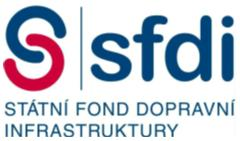 sfdi
STÁTNÍ FOND DOPRAVNÍ
INFRASTRUKTURY